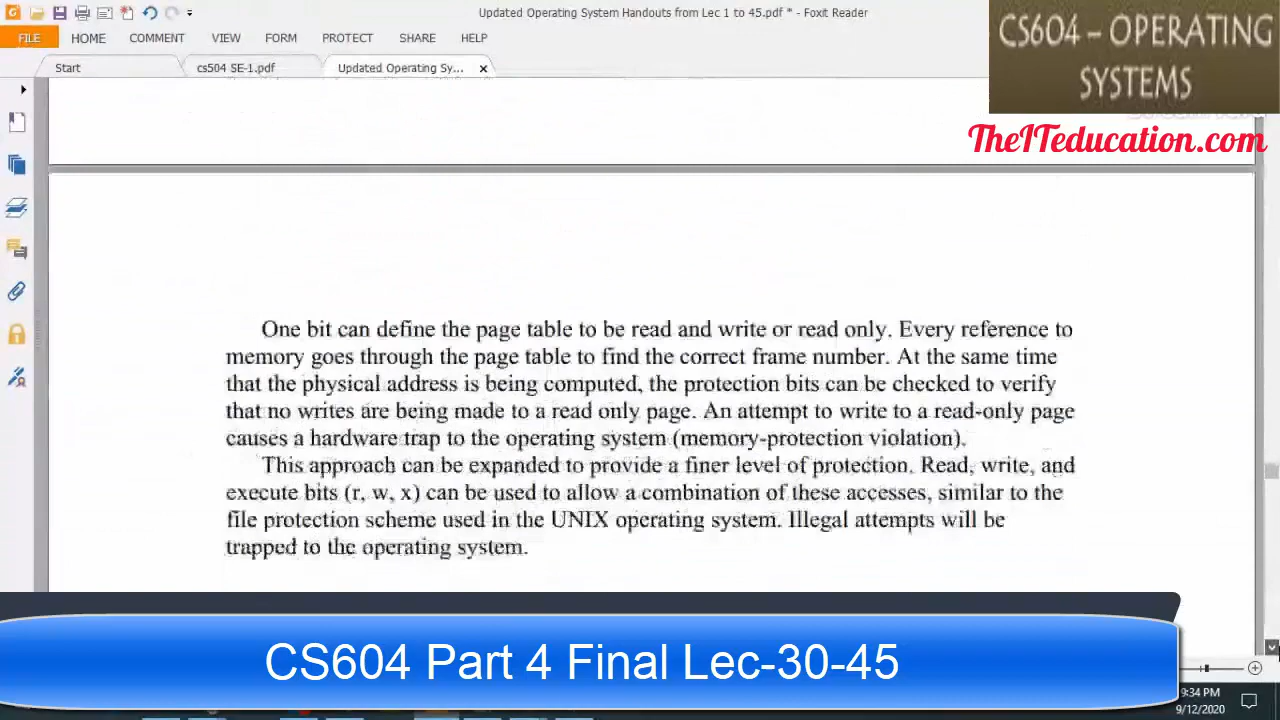 Updated Operating System Handouts from Lec 1 to 45.pdf * - Foxit Reader
FILE HOME COMMENT VIEW FORM PROTECT SHARE HELP
Start cs504 SE-1.pdf Updated Operating Sy...
CS604 – OPERATING
SYSTEMS
TheITeducation.com
One bit can define the page table to be read and write or read only. Every reference to
memory goes through the page table to find the correct frame number. At the same time
that the physical address is being computed, the protection bits can be checked to verify
that no writes are being made to a read only page. An attempt to write to a read-only page
causes a hardware trap to the operating system (memory-protection violation).
This approach can be expanded to provide a finer level of protection. Read, write, and
execute bits (r, w, x) can be used to allow a combination of these accesses, similar to the
file protection scheme used in the UNIX operating system. Illegal attempts will be
trapped to the operating system.
CS604 Part 4 Final Lec-30-45
9:34 PM
9/12/2020